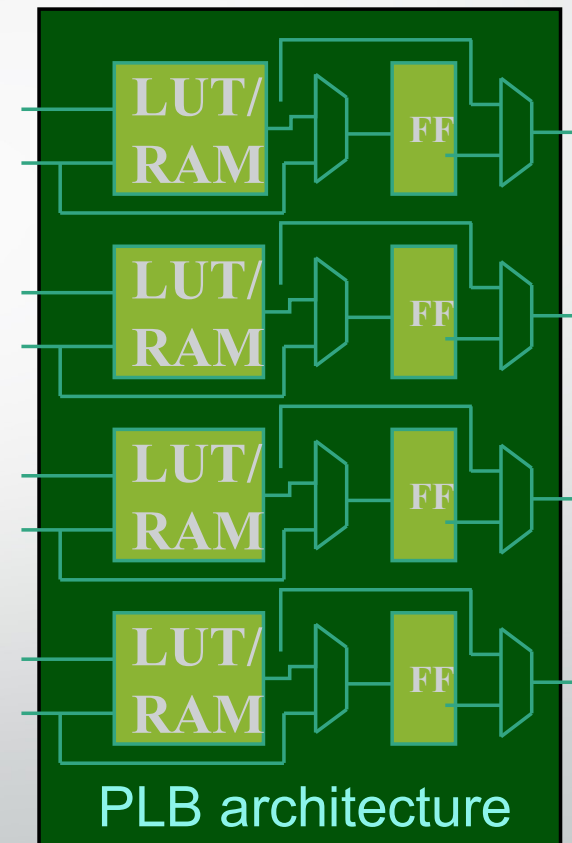 LUT/
RAM
FF
LUT/
RAM
FF
LUT/
RAM
FF
LUT/
RAM
FF
PLB architecture